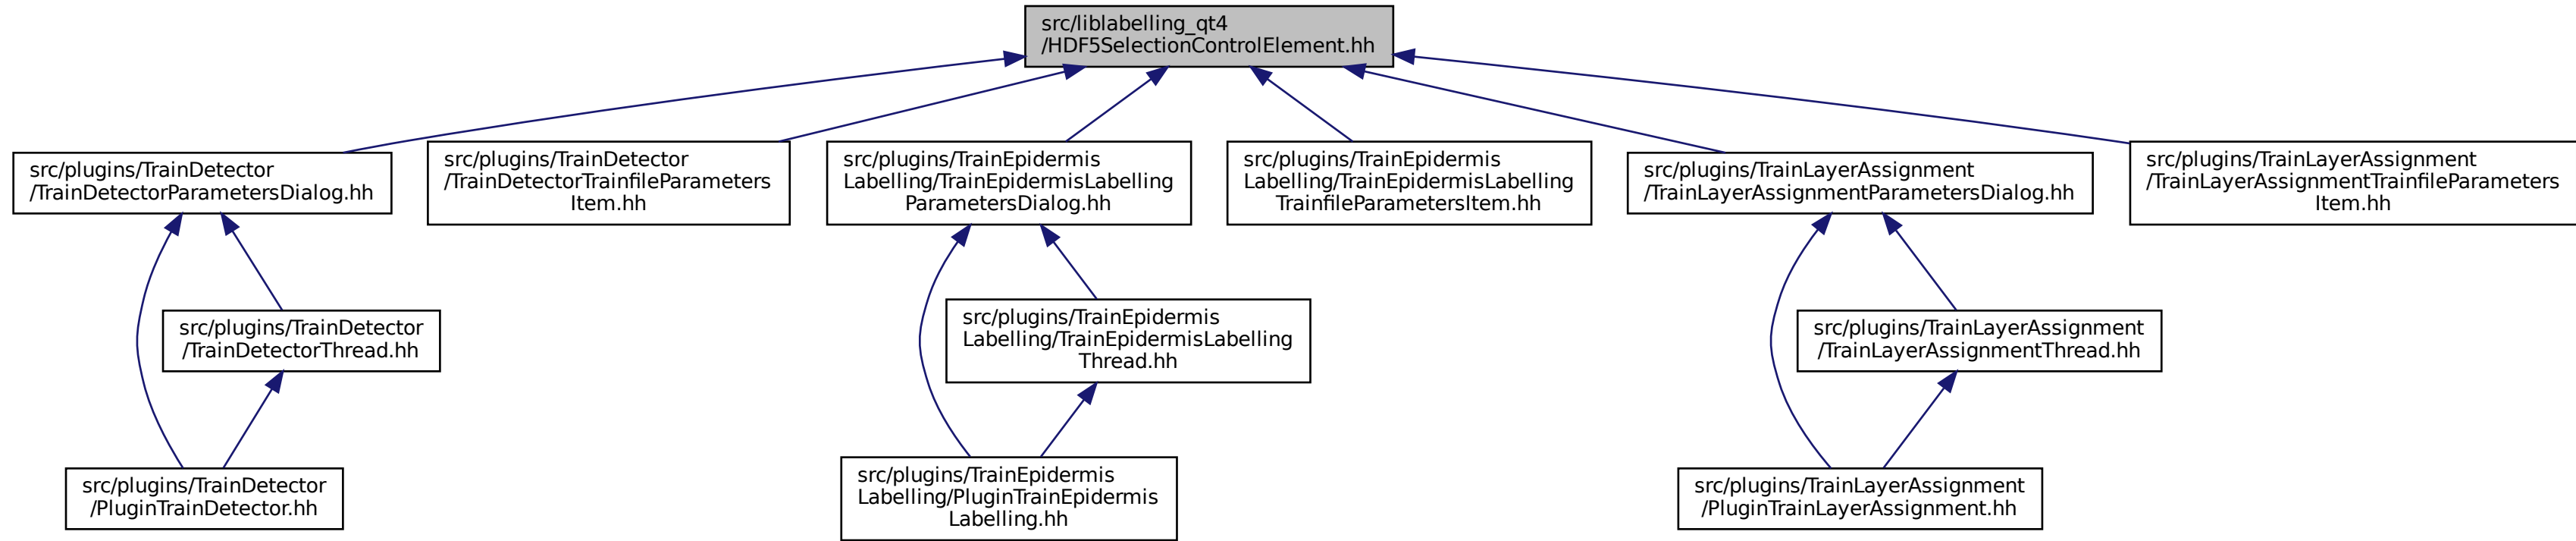 src/liblabelling_qt4
/HDF5SelectionControlElement.hh
src/plugins/TrainDetector
/TrainDetectorParametersDialog.hh
src/plugins/TrainDetector
/TrainDetectorTrainfileParameters
Item.hh
src/plugins/TrainEpidermis
Labelling/TrainEpidermisLabelling
ParametersDialog.hh
src/plugins/TrainEpidermis
Labelling/TrainEpidermisLabelling
TrainfileParametersItem.hh
src/plugins/TrainLayerAssignment
/TrainLayerAssignmentParametersDialog.hh
src/plugins/TrainLayerAssignment
/TrainLayerAssignmentTrainfileParameters
Item.hh
src/plugins/TrainDetector
/TrainDetectorThread.hh
src/plugins/TrainEpidermis
Labelling/TrainEpidermisLabelling
Thread.hh
src/plugins/TrainLayerAssignment
/TrainLayerAssignmentThread.hh
src/plugins/TrainDetector
/PluginTrainDetector.hh
src/plugins/TrainEpidermis
Labelling/PluginTrainEpidermis
Labelling.hh
src/plugins/TrainLayerAssignment
/PluginTrainLayerAssignment.hh